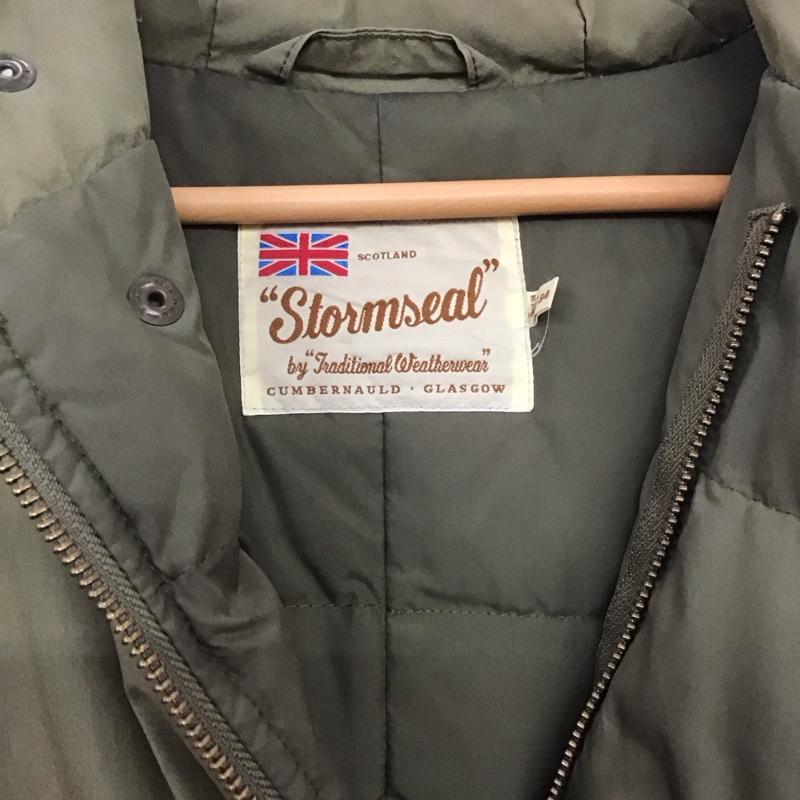 SCOTLAND
"Stormseal"
by "Traditional Weatherwear"
CUMBERNAULD · GLASGOW